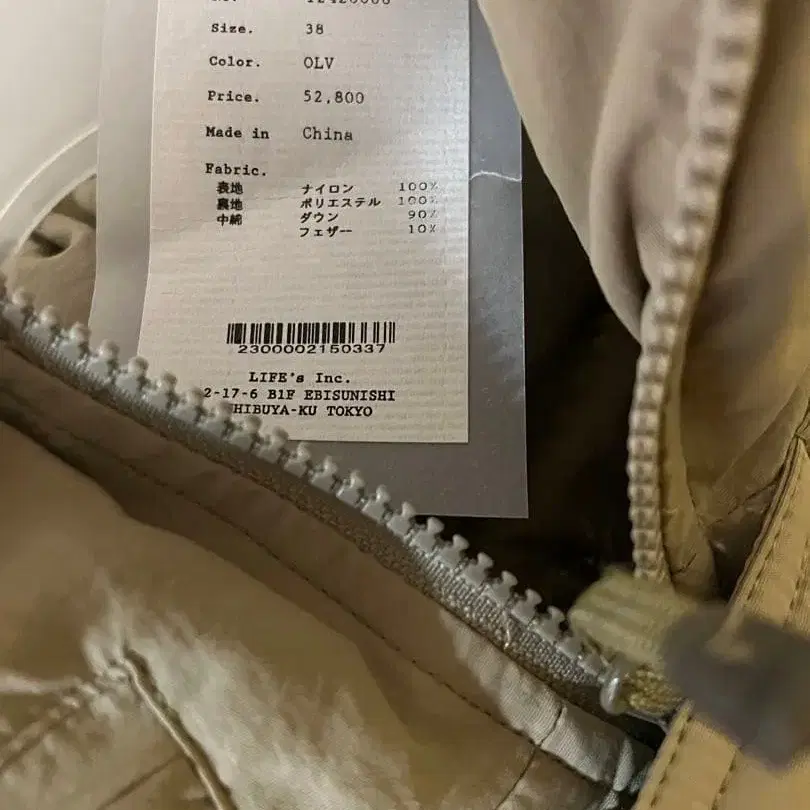 Size. 38
Color. OLV
Price. 52,800
Made in China
Fabric.
表地 ナイロン 100%
裏地 ポリエステル 100%
中綿 ダウン 90%
フェザー 10%
2300002150337
LIFE's Inc.
2-17-6 B1F EBISUNISHI
HIBUYA-KU TOKYO